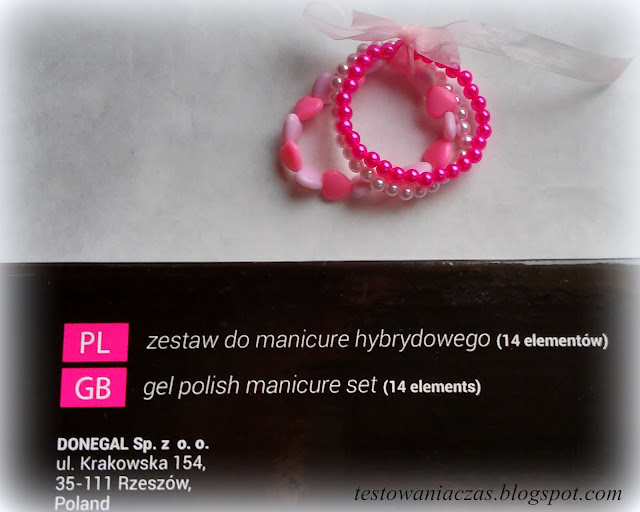 PL zestaw do manicure hybrydowego (14 elementów)
GB gel polish manicure set (14 elements)
DONEGAL Sp. z o. o.
ul. Krakowska 154,
35-111 Rzeszów,
Poland
testowaniaczas.blogspot.com